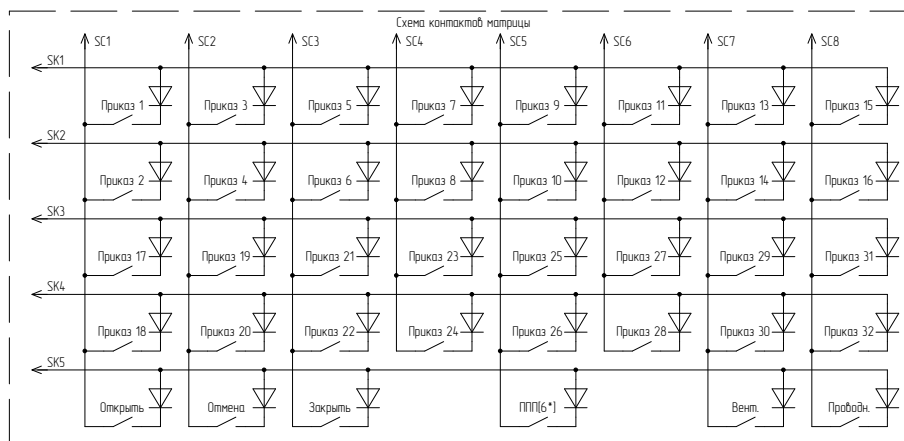 Схема контактов матрицы
SC1 SC2 SC3 SC4 SC5 SC6 SC7 SC8
SK1
Приказ 1 Приказ 3 Приказ 5 Приказ 7 Приказ 9 Приказ 11 Приказ 13 Приказ 15
SK2
Приказ 2 Приказ 4 Приказ 6 Приказ 8 Приказ 10 Приказ 12 Приказ 14 Приказ 16
SK3
Приказ 17 Приказ 19 Приказ 21 Приказ 23 Приказ 25 Приказ 27 Приказ 29 Приказ 31
SK4
Приказ 18 Приказ 20 Приказ 22 Приказ 24 Приказ 26 Приказ 28 Приказ 30 Приказ 32
SK5
Открыть Отмена Закрыть ППП(6*) Вент. Проводн.